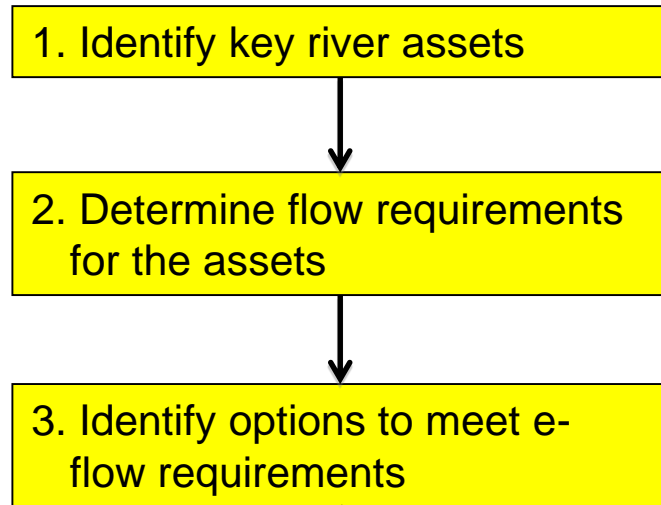 1. Identify key river assets
2. Determine flow requirements
for the assets
3. Identify options to meet e-
flow requirements